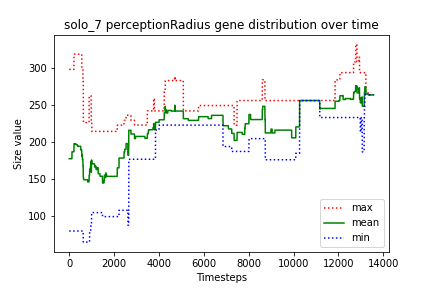 solo_7 perceptionRadius gene distribution over time
Size value
300
250
200
150
100
0
2000
4000
6000
8000
10000
12000
14000
Timesteps
max
mean
min